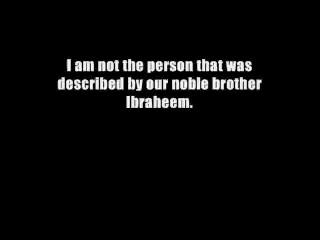 I am not the person that was
described by our noble brother
Ibraheem.